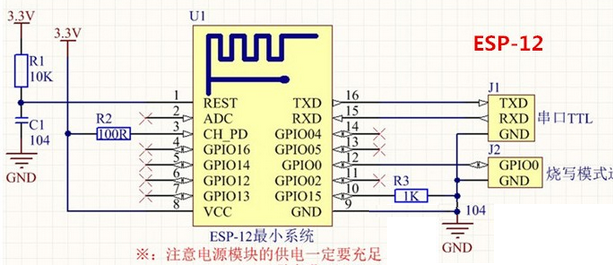 3.3V
3.3V
U1
ESP-12
R1
10K
J1
1 REST TXD 16 TXD
2 ADC RXD 15 RXD 串口TTL
C1
104
R2
100R
3 CH_PD GPIO04 14 GND
4 GPIO16 GPIO05 13 J2
5 GPIO14 GPIO0 12 GPIO0
6 GPIO12 GPIO02 11 GND 烧写模式
GND
7 GPIO13 GPIO15 10 R3 1K
8 VCC GND 9 104
ESP-12最小系统
GND
※：注意电源模块的供电一定要充足